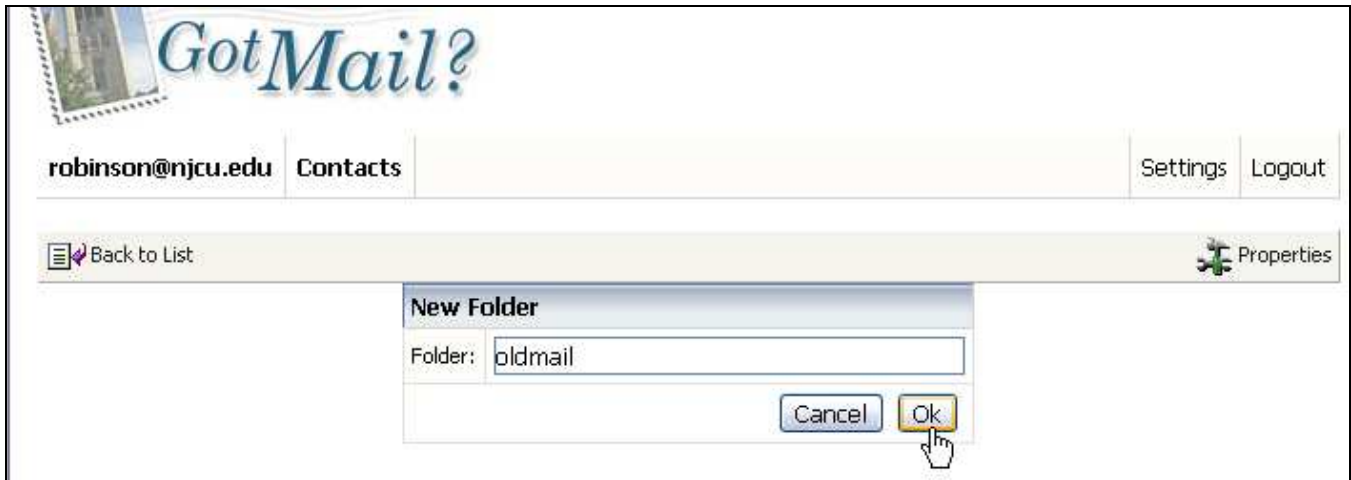 GotMail?
robinson@njcu.edu Contacts Settings Logout
Back to List Properties
New Folder
Folder: oldmail
Cancel Ok